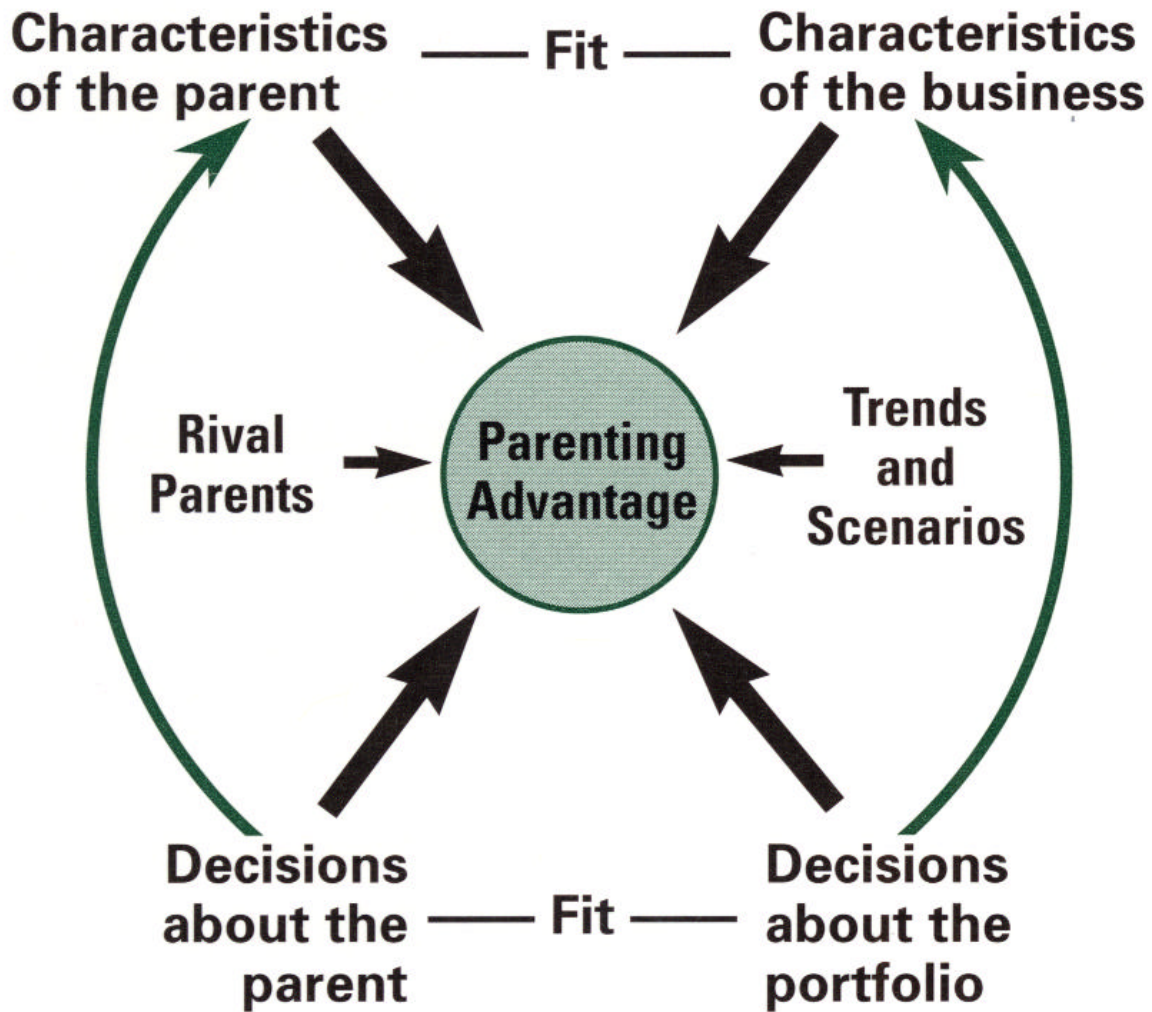 Characteristics
of the parent
Fit
Characteristics
of the business
Rival
Parents
Parenting
Advantage
Trends
and
Scenarios
Decisions
about the
parent
Fit
Decisions
about the
portfolio